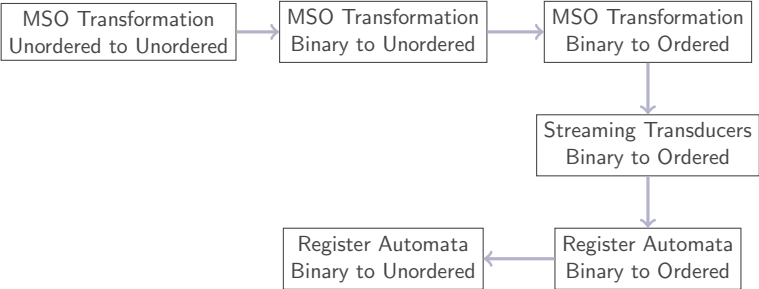 MSO Transformation
Unordered to Unordered
MSO Transformation
Binary to Unordered
MSO Transformation
Binary to Ordered
Streaming Transducers
Binary to Ordered
Register Automata
Binary to Unordered
Register Automata
Binary to Ordered